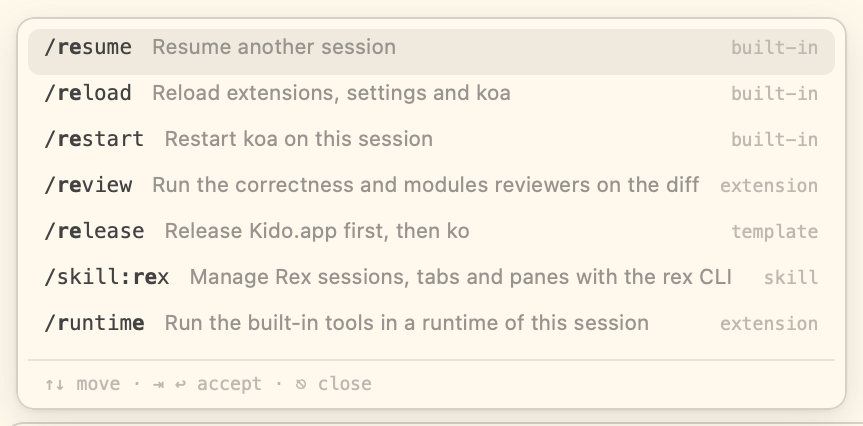 /resume Resume another session built-in
/reload Reload extensions, settings and koa built-in
/restart Restart koa on this session built-in
/review Run the correctness and modules reviewers on the diff extension
/release Release Kido.app first, then ko template
/skill:rex Manage Rex sessions, tabs and panes with the rex CLI skill
/runtime Run the built-in tools in a runtime of this session extension
↑↓ move · ⇥ ↩ accept · ⎋ close